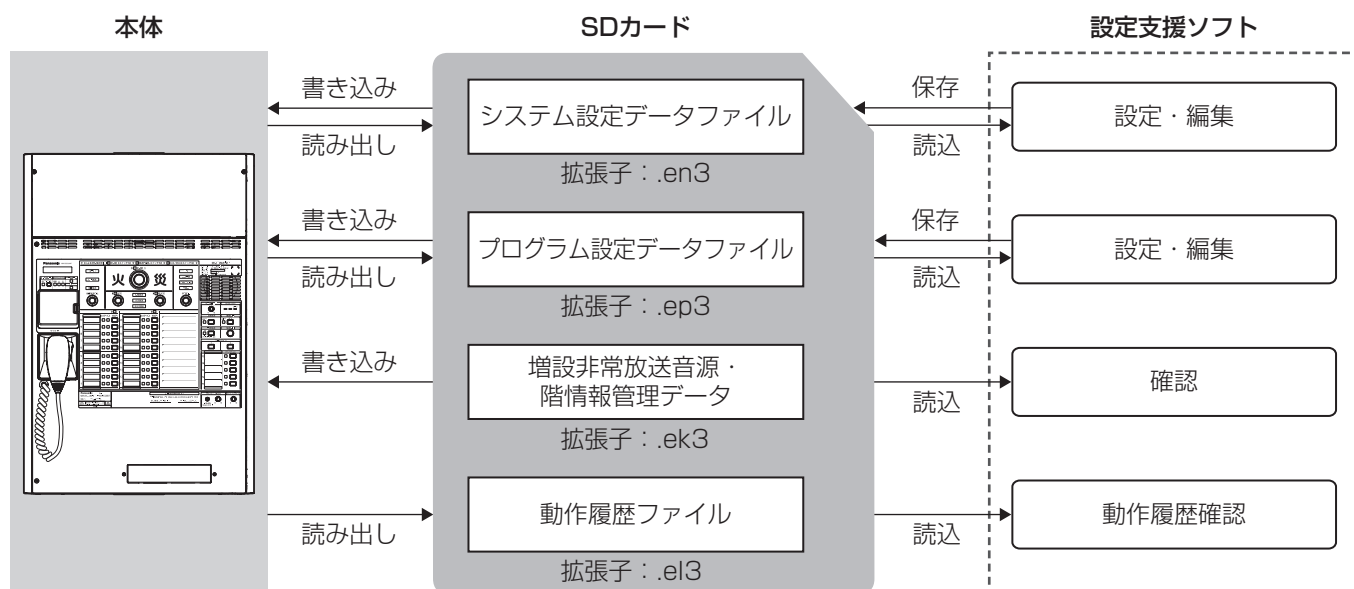 本体 SDカード 設定支援ソフト
書き込み
読み出し
システム設定データファイル
拡張子：.en3
保存
読込
設定・編集
書き込み
読み出し
プログラム設定データファイル
拡張子：.ep3
保存
読込
設定・編集
書き込み
増設非常放送音源・
階情報管理データ
拡張子：.ek3
読込
確認
読み出し
動作履歴ファイル
拡張子：.el3
読込
動作履歴確認
Panasonic
火 災